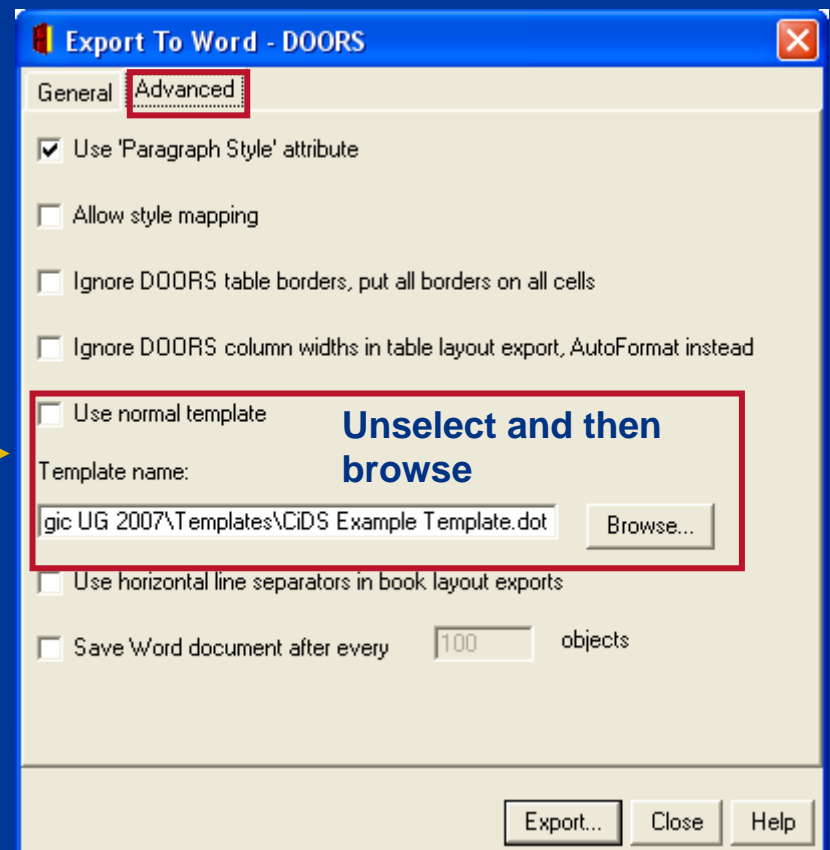 Export To Word - DOORS
General Advanced
Use 'Paragraph Style' attribute
Allow style mapping
Ignore DOORS table borders, put all borders on all cells
Ignore DOORS column widths in table layout export, AutoFormat instead
Use normal template
Unselect and then
browse
Template name:
gic UG 2007\Templates\CiDS Example Template.dot Browse...
Use horizontal line separators in book layout exports
Save Word document after every 100 objects
Export... Close Help